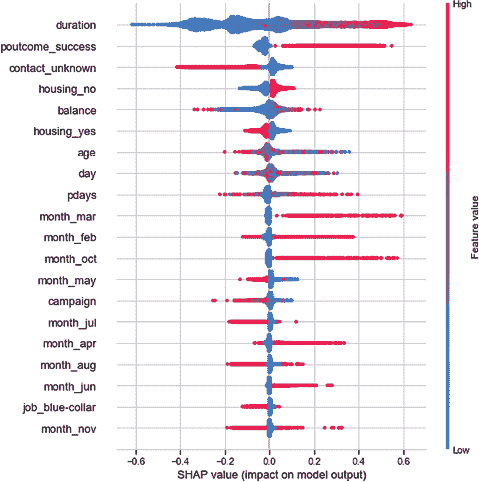 High
duration
poutcome_success
contact_unknown
housing_no
balance
housing_yes
age
day
pdays
month_mar
month_feb
month_oct
month_may
campaign
month_jul
month_apr
month_aug
month_jun
job_blue-collar
month_nov
Feature value
Low
−0.6 −0.4 −0.2 0.0 0.2 0.4 0.6
SHAP value (impact on model output)